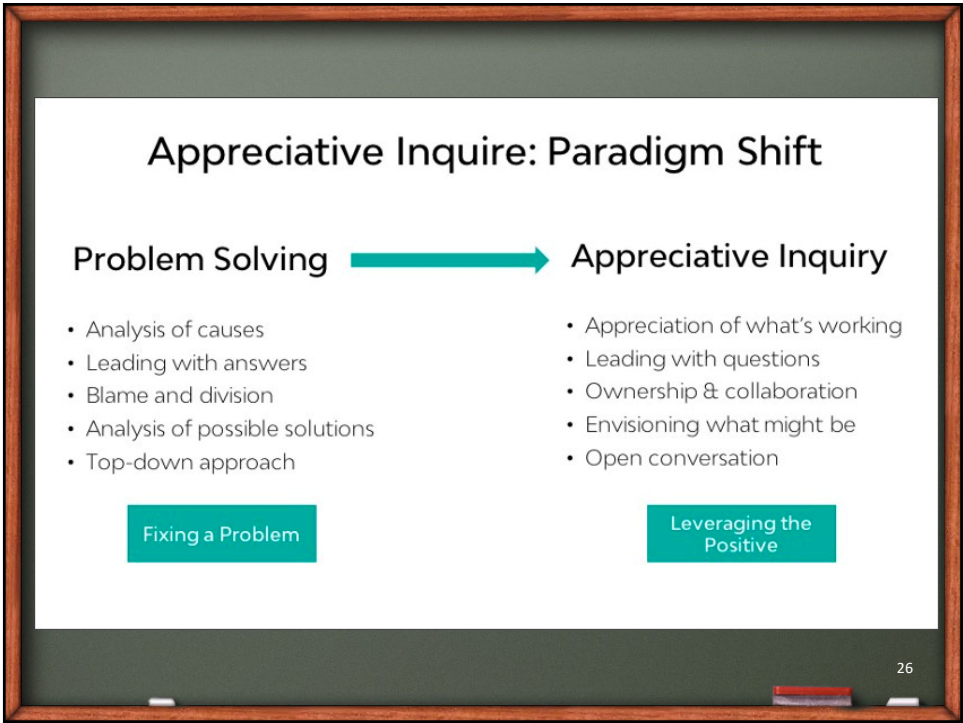 Appreciative Inquire: Paradigm Shift
Problem Solving
• Analysis of causes
• Leading with answers
• Blame and division
• Analysis of possible solutions
• Top-down approach
Fixing a Problem
Appreciative Inquiry
• Appreciation of what's working
• Leading with questions
• Ownership & collaboration
• Envisioning what might be
• Open conversation
Leveraging the
Positive
26